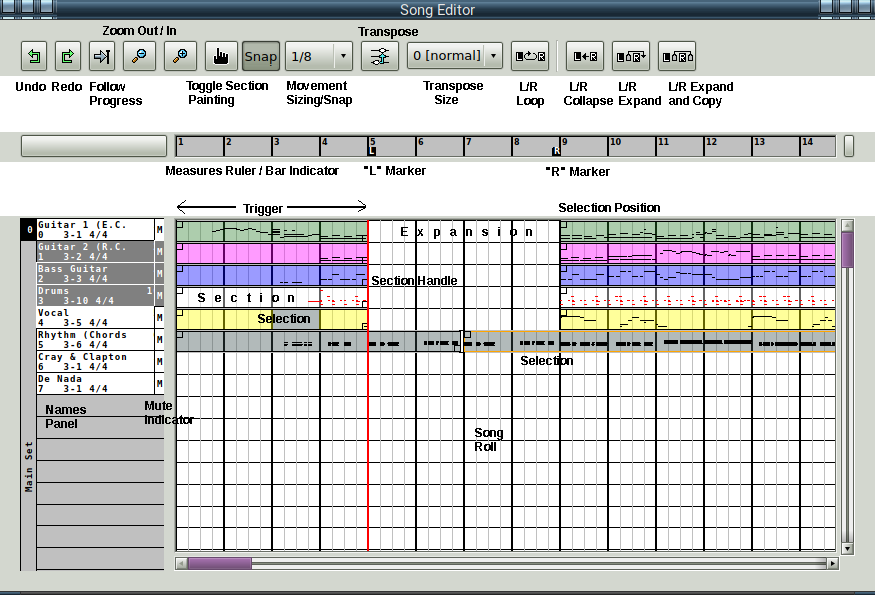 Song Editor
Zoom Out / In
Transpose
Snap
1/8
0 [normal]
Undo Redo Follow Progress
Toggle Section Painting
Movement Sizing/Snap
Transpose Size
L/R Loop
L/R Collapse
L/R Expand
L/R Expand and Copy
1 2 3 4 5 6 7 8 9 10 11 12 13 14
L
R
Measures Ruler / Bar Indicator
"L" Marker
"R" Marker
Trigger
Selection Position
0
Guitar 1 (E.C.
0 3-1 4/4
M
Expansion
Guitar 2 (R.C.
1 3-2 4/4
M
Bass Guitar
2 3-3 4/4
M
Section Handle
Drums 1
3 3-10 4/4
M
Section
Vocal
4 3-5 4/4
M
Selection
Rhythm (Chords
5 3-6 4/4
M
Cray & Clapton
6 3-1 4/4
M
Selection
De Nada
7 3-1 4/4
M
Names
Panel
Mute
Indicator
Song
Roll
Main Set